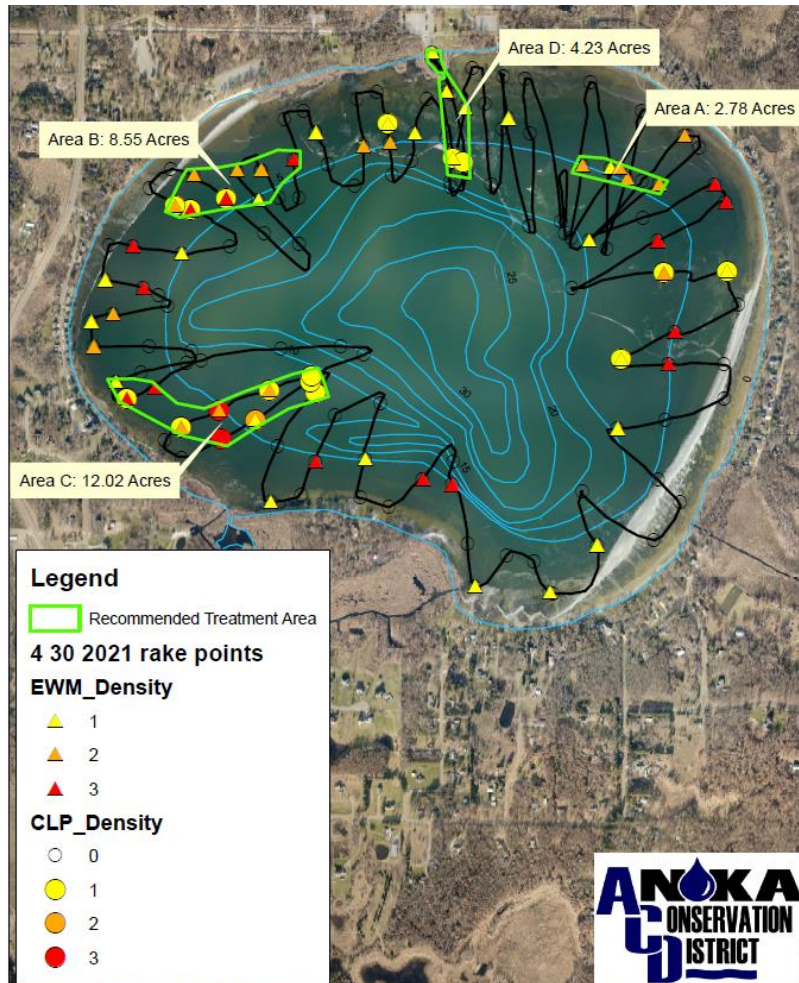 Area D: 4.23 Acres
Area A: 2.78 Acres
Area B: 8.55 Acres
25
0
30
20
15
Area C: 12.02 Acres
Legend
Recommended Treatment Area
4 30 2021 rake points
EWM_Density
1
2
3
CLP_Density
0
1
2
3
ANOKA
CONSERVATION
DISTRICT